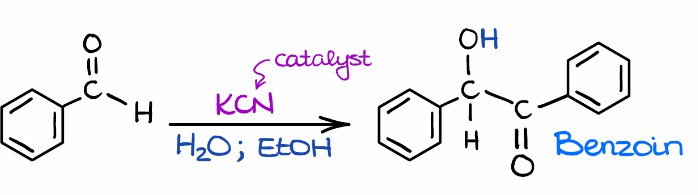 O
C
H
catalyst
KCN
H₂O ; EtOH
OH
C
H
C
O
Benzoin